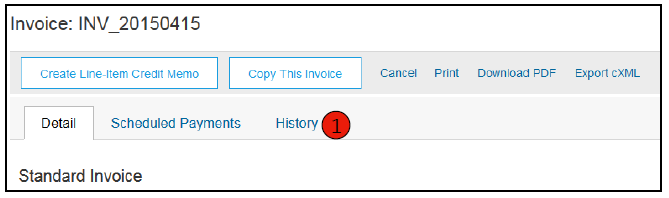 Invoice: INV_20150415
Create Line-Item Credit Memo Copy This Invoice Cancel Print Download PDF Export cXML
Detail Scheduled Payments History 1
Standard Invoice